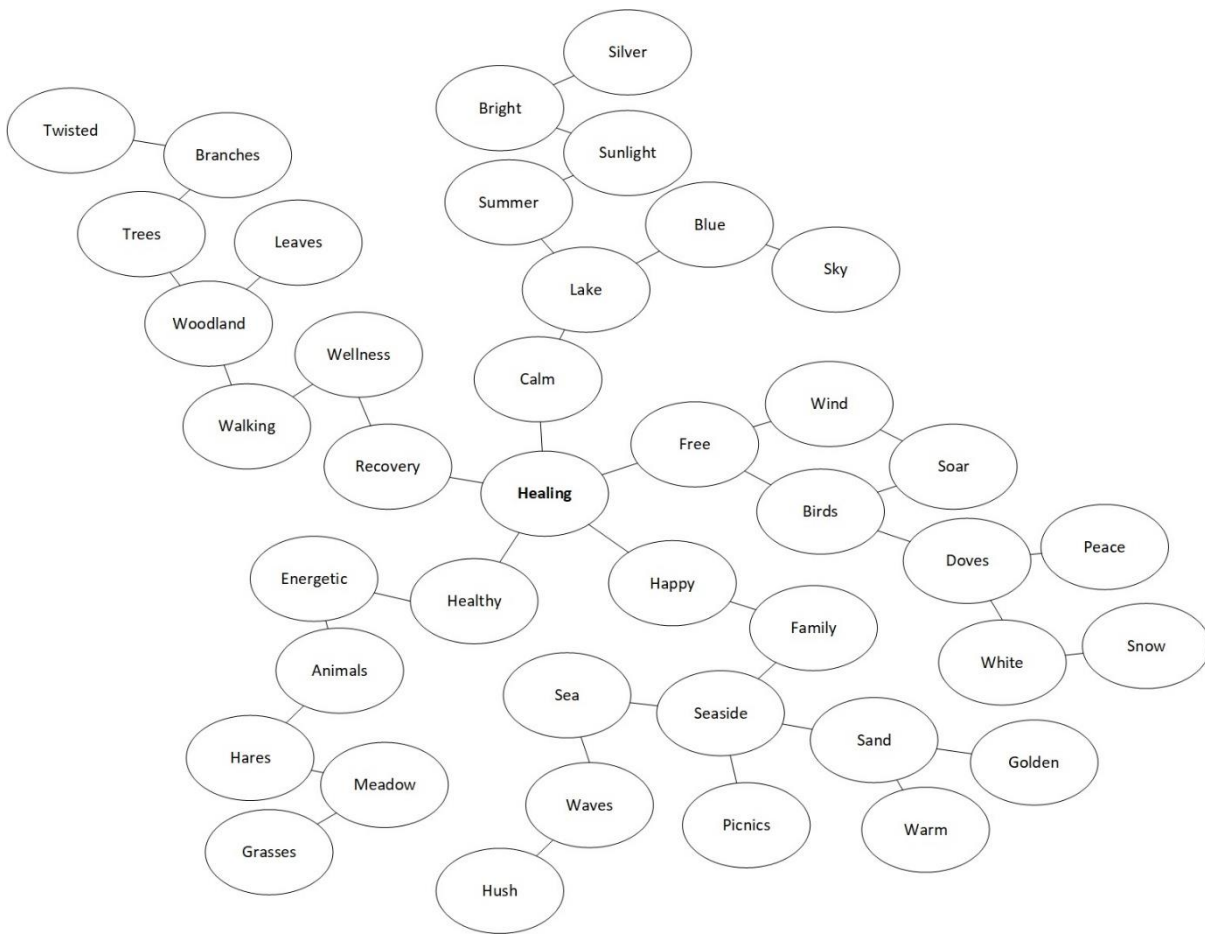 Silver
Bright
Twisted
Branches
Sunlight
Summer
Blue
Trees
Leaves
Sky
Lake
Woodland
Wellness
Calm
Wind
Walking
Free
Recovery
Soar
Healing
Birds
Peace
Doves
Energetic
Happy
Healthy
Family
Snow
White
Animals
Sea
Seaside
Sand
Hares
Golden
Meadow
Waves
Picnics
Warm
Grasses
Hush